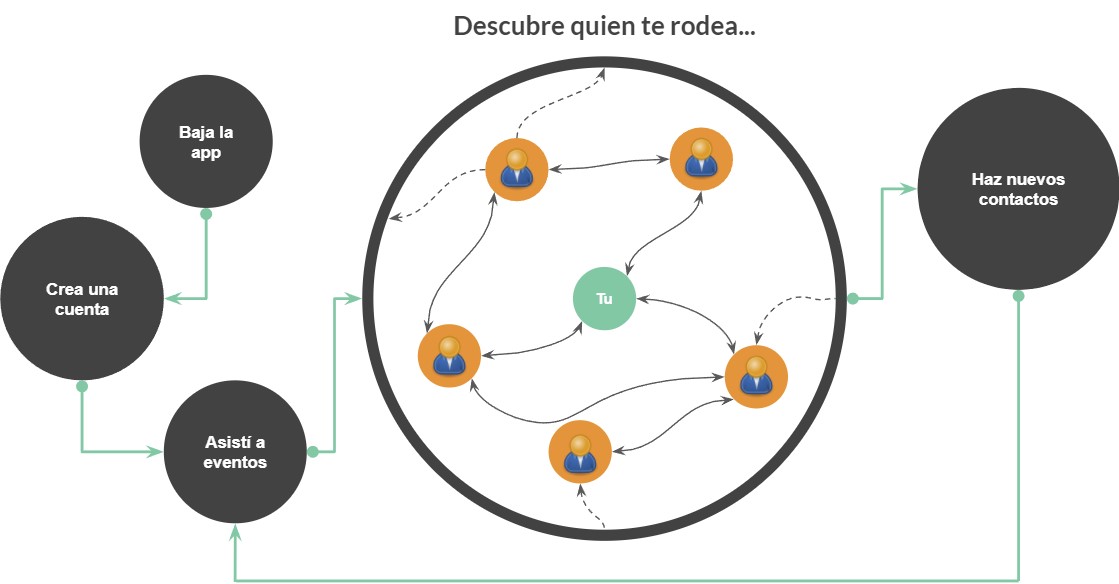 Descubre quien te rodea...
Baja la
app
Crea una
cuenta
Asistí a
eventos
Tu
Haz nuevos
contactos